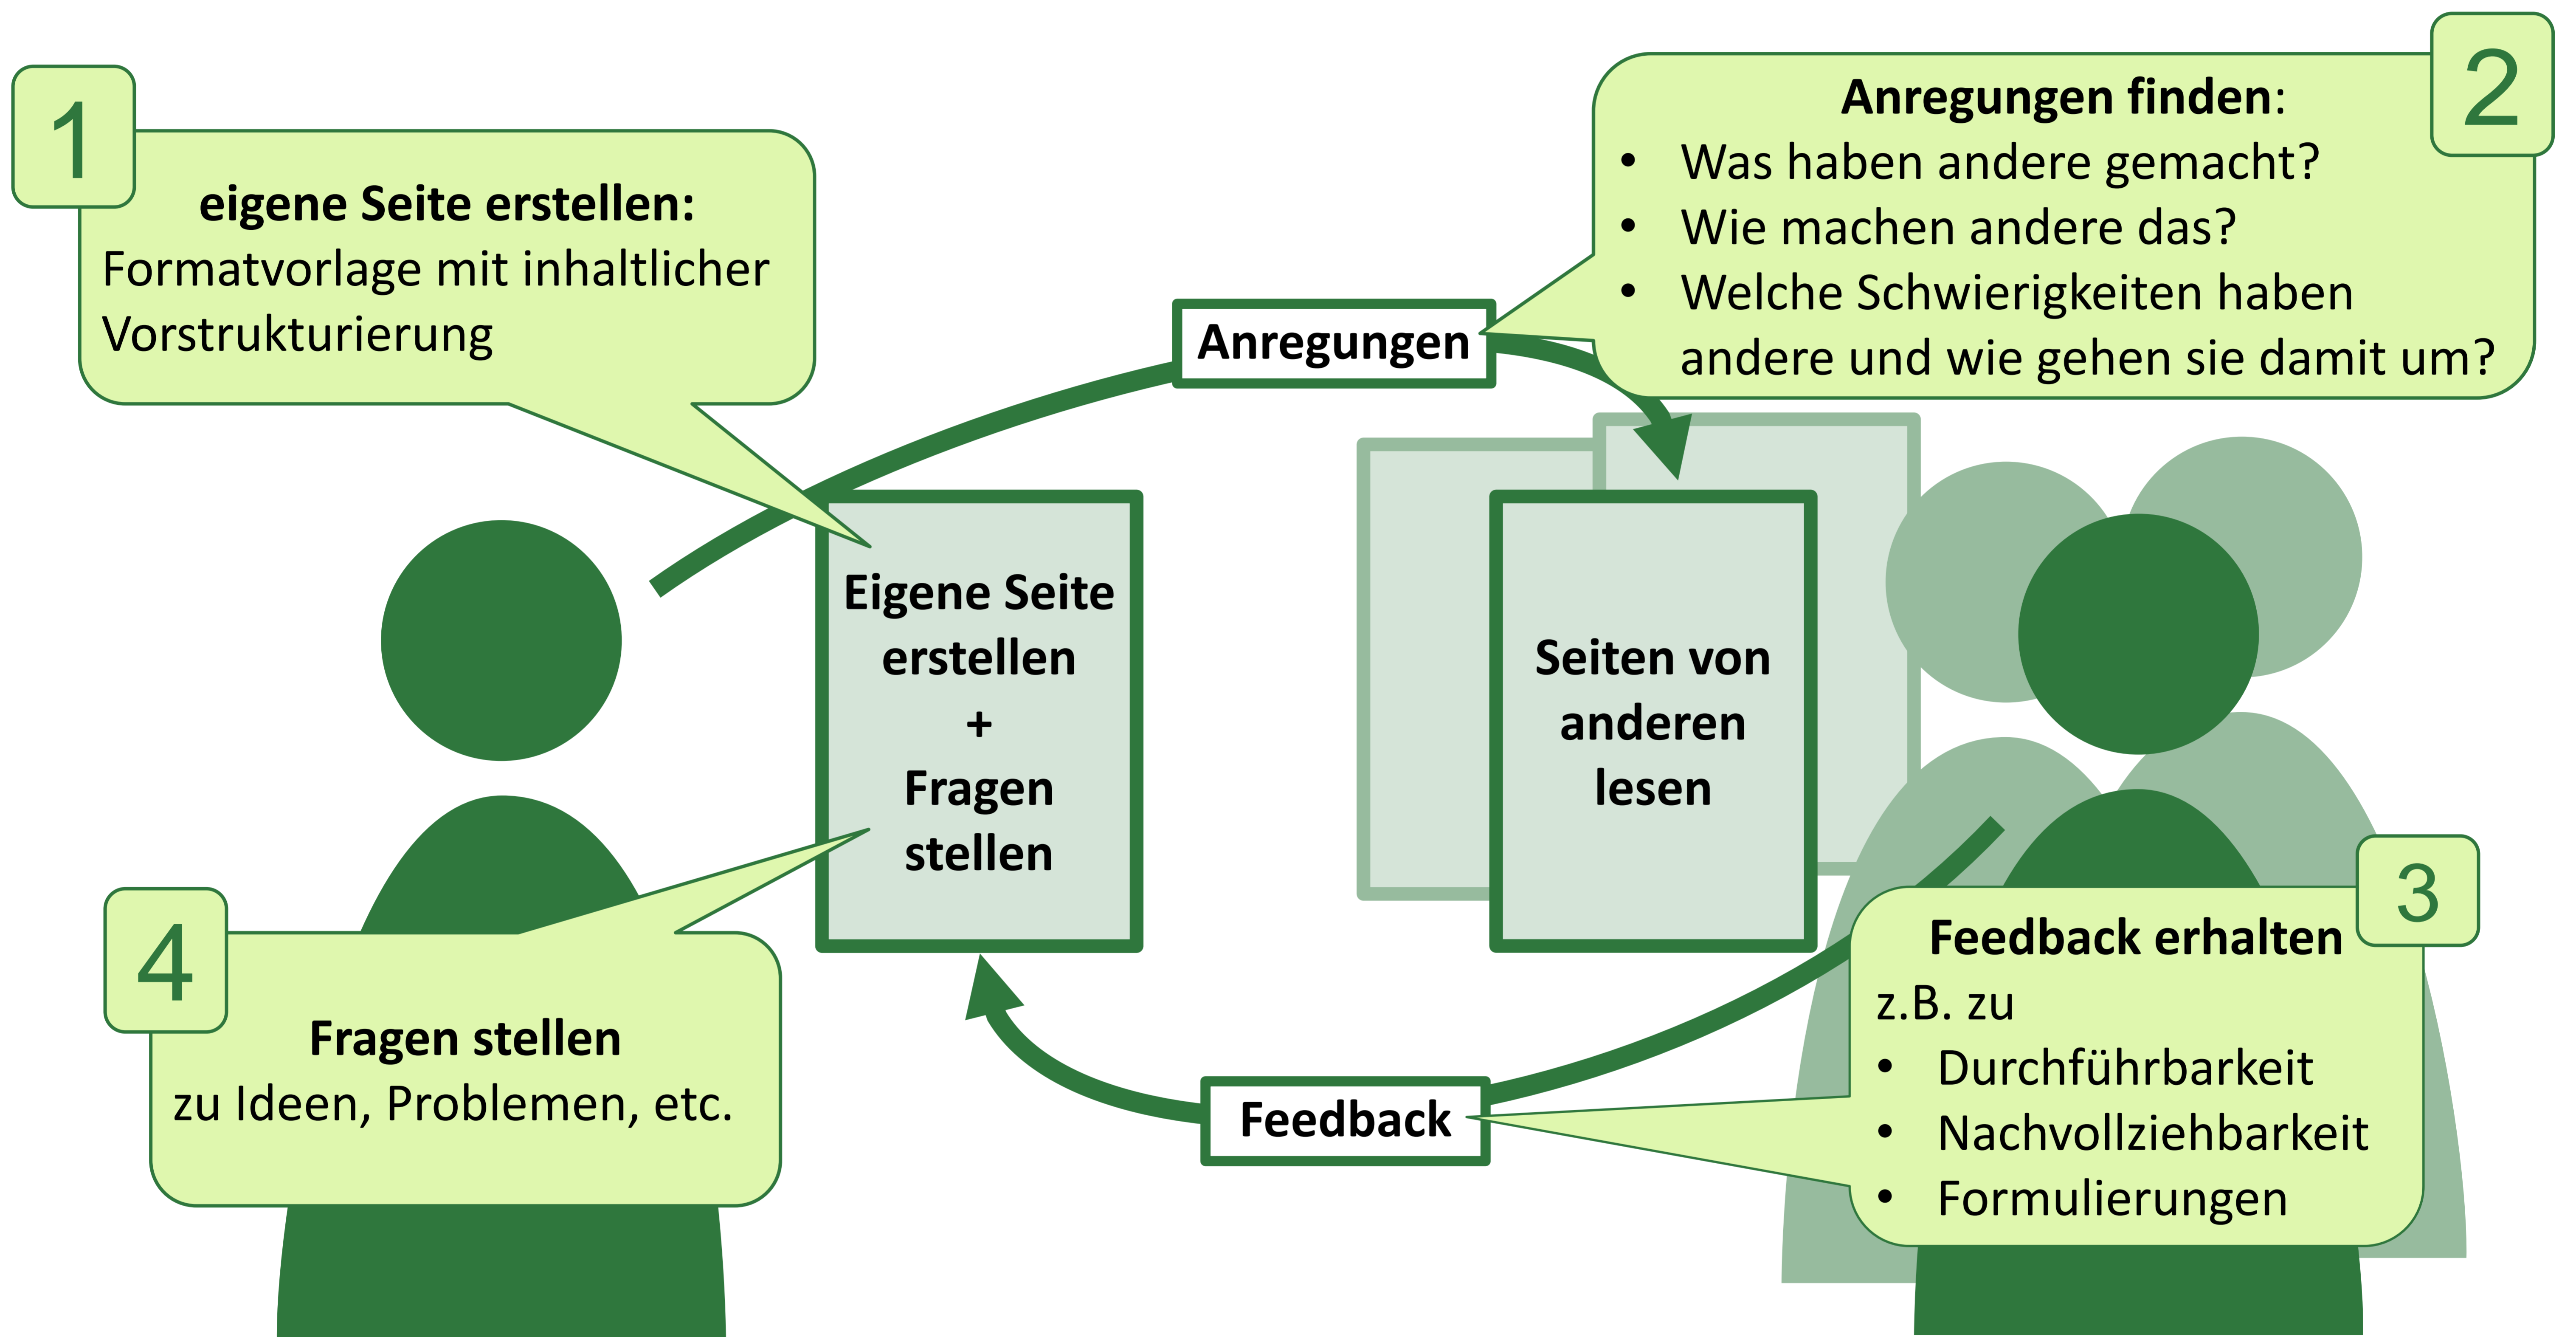 1
eigene Seite erstellen:
Formatvorlage mit inhaltlicher
Vorstrukturierung
2
Anregungen finden:
• Was haben andere gemacht?
• Wie machen andere das?
• Welche Schwierigkeiten haben
andere und wie gehen sie damit um?
Anregungen
Eigene Seite
erstellen
+
Fragen
stellen
Seiten von
anderen
lesen
3
Feedback erhalten
z.B. zu
• Durchführbarkeit
• Nachvollziehbarkeit
• Formulierungen
Feedback
4
Fragen stellen
zu Ideen, Problemen, etc.